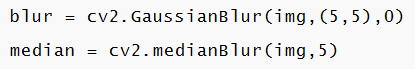 blur = cv2.GaussianBlur(img,(5,5),0)
median = cv2.medianBlur(img,5)